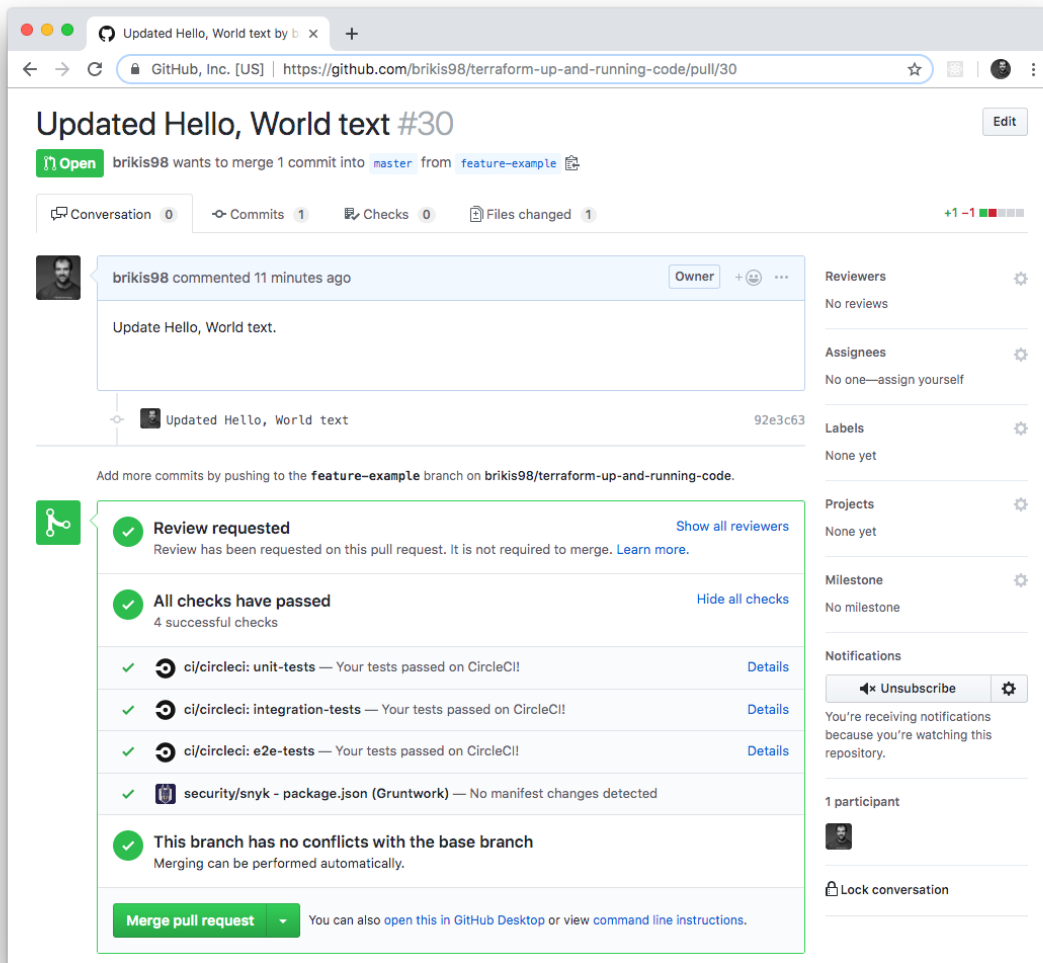 Updated Hello, World text by b
GitHub, Inc. [US] | https://github.com/brikis98/terraform-up-and-running-code/pull/30
Updated Hello, World text #30
Edit
Open brikis98 wants to merge 1 commit into master from feature-example
Conversation 0 Commits 1 Checks 0 Files changed 1 +1 −1
brikis98 commented 11 minutes ago Owner
Update Hello, World text.
Updated Hello, World text 92e3c63
Add more commits by pushing to the feature-example branch on brikis98/terraform-up-and-running-code.
Review requested Show all reviewers
Review has been requested on this pull request. It is not required to merge. Learn more.
All checks have passed Hide all checks
4 successful checks
ci/circleci: unit-tests — Your tests passed on CircleCI! Details
ci/circleci: integration-tests — Your tests passed on CircleCI! Details
ci/circleci: e2e-tests — Your tests passed on CircleCI! Details
security/snyk - package.json (Gruntwork) — No manifest changes detected
This branch has no conflicts with the base branch
Merging can be performed automatically.
Merge pull request You can also open this in GitHub Desktop or view command line instructions.
Reviewers
No reviews
Assignees
No one—assign yourself
Labels
None yet
Projects
None yet
Milestone
No milestone
Notifications
Unsubscribe
You're receiving notifications
because you're watching this
repository.
1 participant
Lock conversation